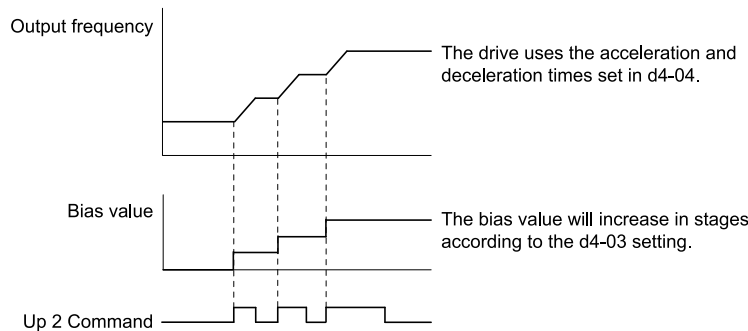 Output frequency
The drive uses the acceleration and
deceleration times set in d4-04.
Bias value
The bias value will increase in stages
according to the d4-03 setting.
Up 2 Command